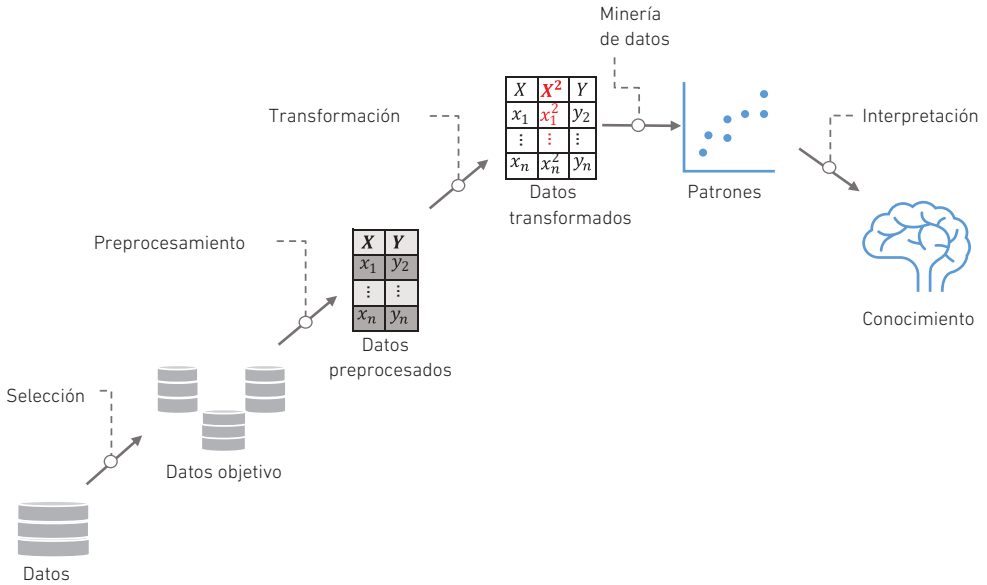 Minería
de datos
X X² Y
x₁ x₁² y₂
⋮ ⋮ ⋮
xₙ xₙ² yₙ
Datos
transformados
Transformación
Patrones
Interpretación
Conocimiento
Preprocesamiento
X Y
x₁ y₂
⋮ ⋮
xₙ yₙ
Datos
preprocesados
Selección
Datos objetivo
Datos